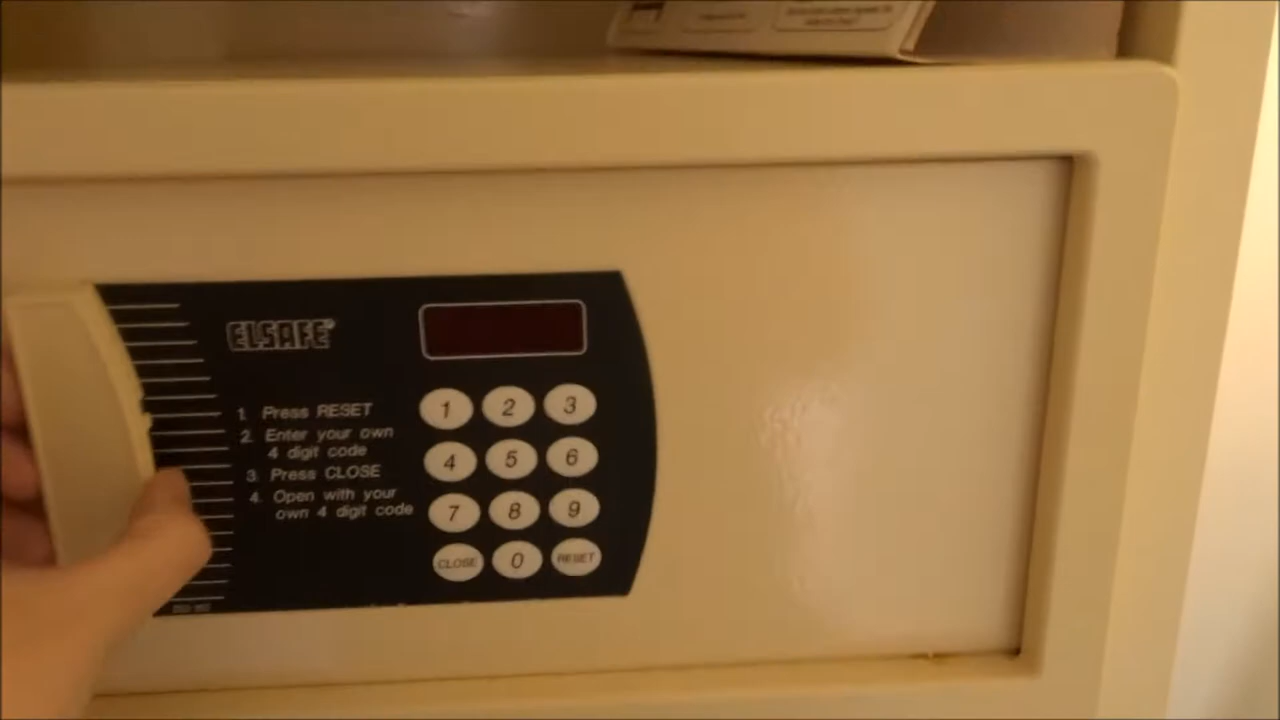 ELSAFE
1. Press RESET
2. Enter your own
4 digit code
3. Press CLOSE
4. Open with your
own 4 digit code
1 2 3
4 5 6
7 8 9
CLOSE 0 RESET